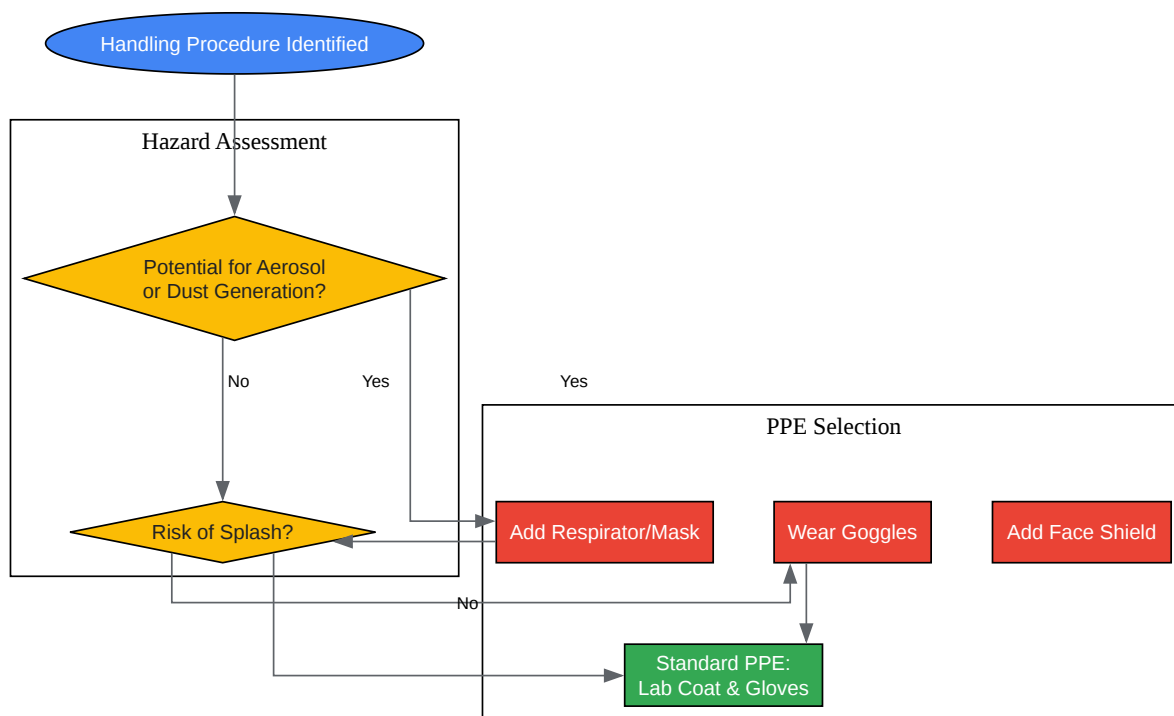 Handling Procedure Identified
Hazard Assessment
Potential for Aerosol
or Dust Generation?
No
Yes
Yes
PPE Selection
Risk of Splash?
Add Respirator/Mask
Wear Goggles
Add Face Shield
No
Standard PPE:
Lab Coat & Gloves